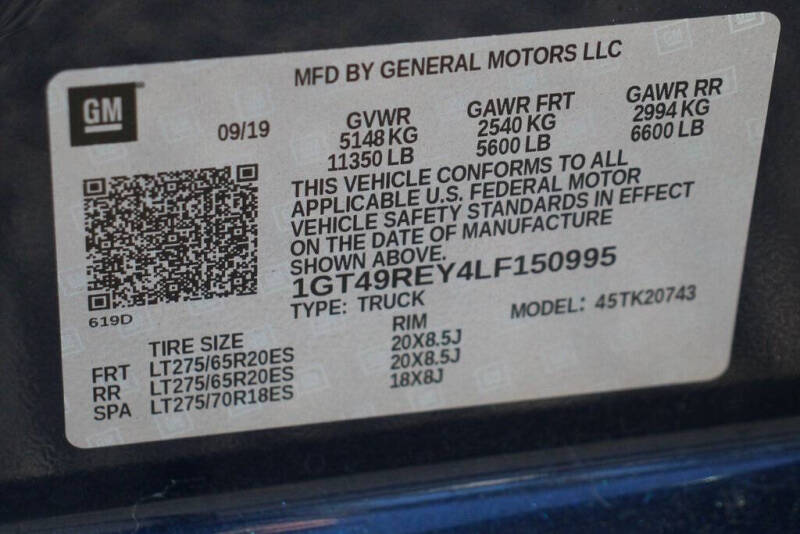 MFD BY GENERAL MOTORS LLC
GM
09/19
GVWR
5148 KG
11350 LB
GAWR FRT
2540 KG
5600 LB
GAWR RR
2994 KG
6600 LB
THIS VEHICLE CONFORMS TO ALL
APPLICABLE U.S. FEDERAL MOTOR
VEHICLE SAFETY STANDARDS IN EFFECT
ON THE DATE OF MANUFACTURE
SHOWN ABOVE.
1GT49REY4LF150995
TYPE: TRUCK
MODEL: 45TK20743
619D
TIRE SIZE RIM
FRT LT275/65R20ES 20X8.5J
RR LT275/65R20ES 20X8.5J
SPA LT275/70R18ES 18X8J